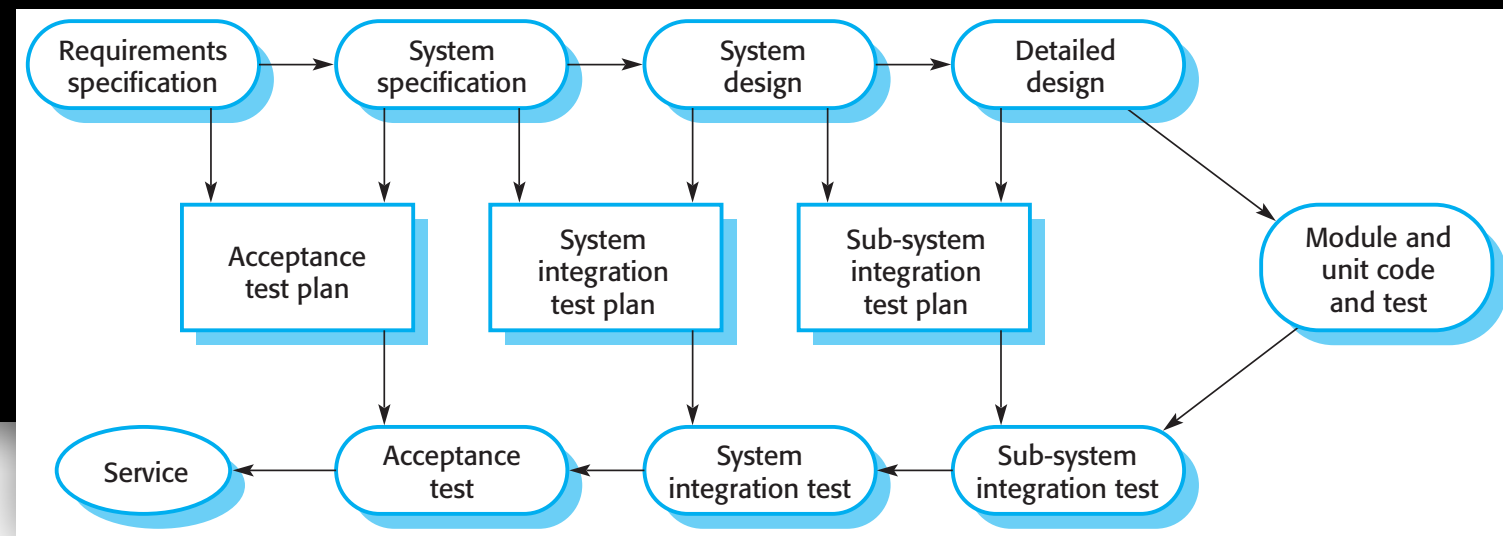 Requirements
specification
System
specification
System
design
Detailed
design
Acceptance
test plan
System
integration
test plan
Sub-system
integration
test plan
Module and
unit code
and test
Service
Acceptance
test
System
integration test
Sub-system
integration test